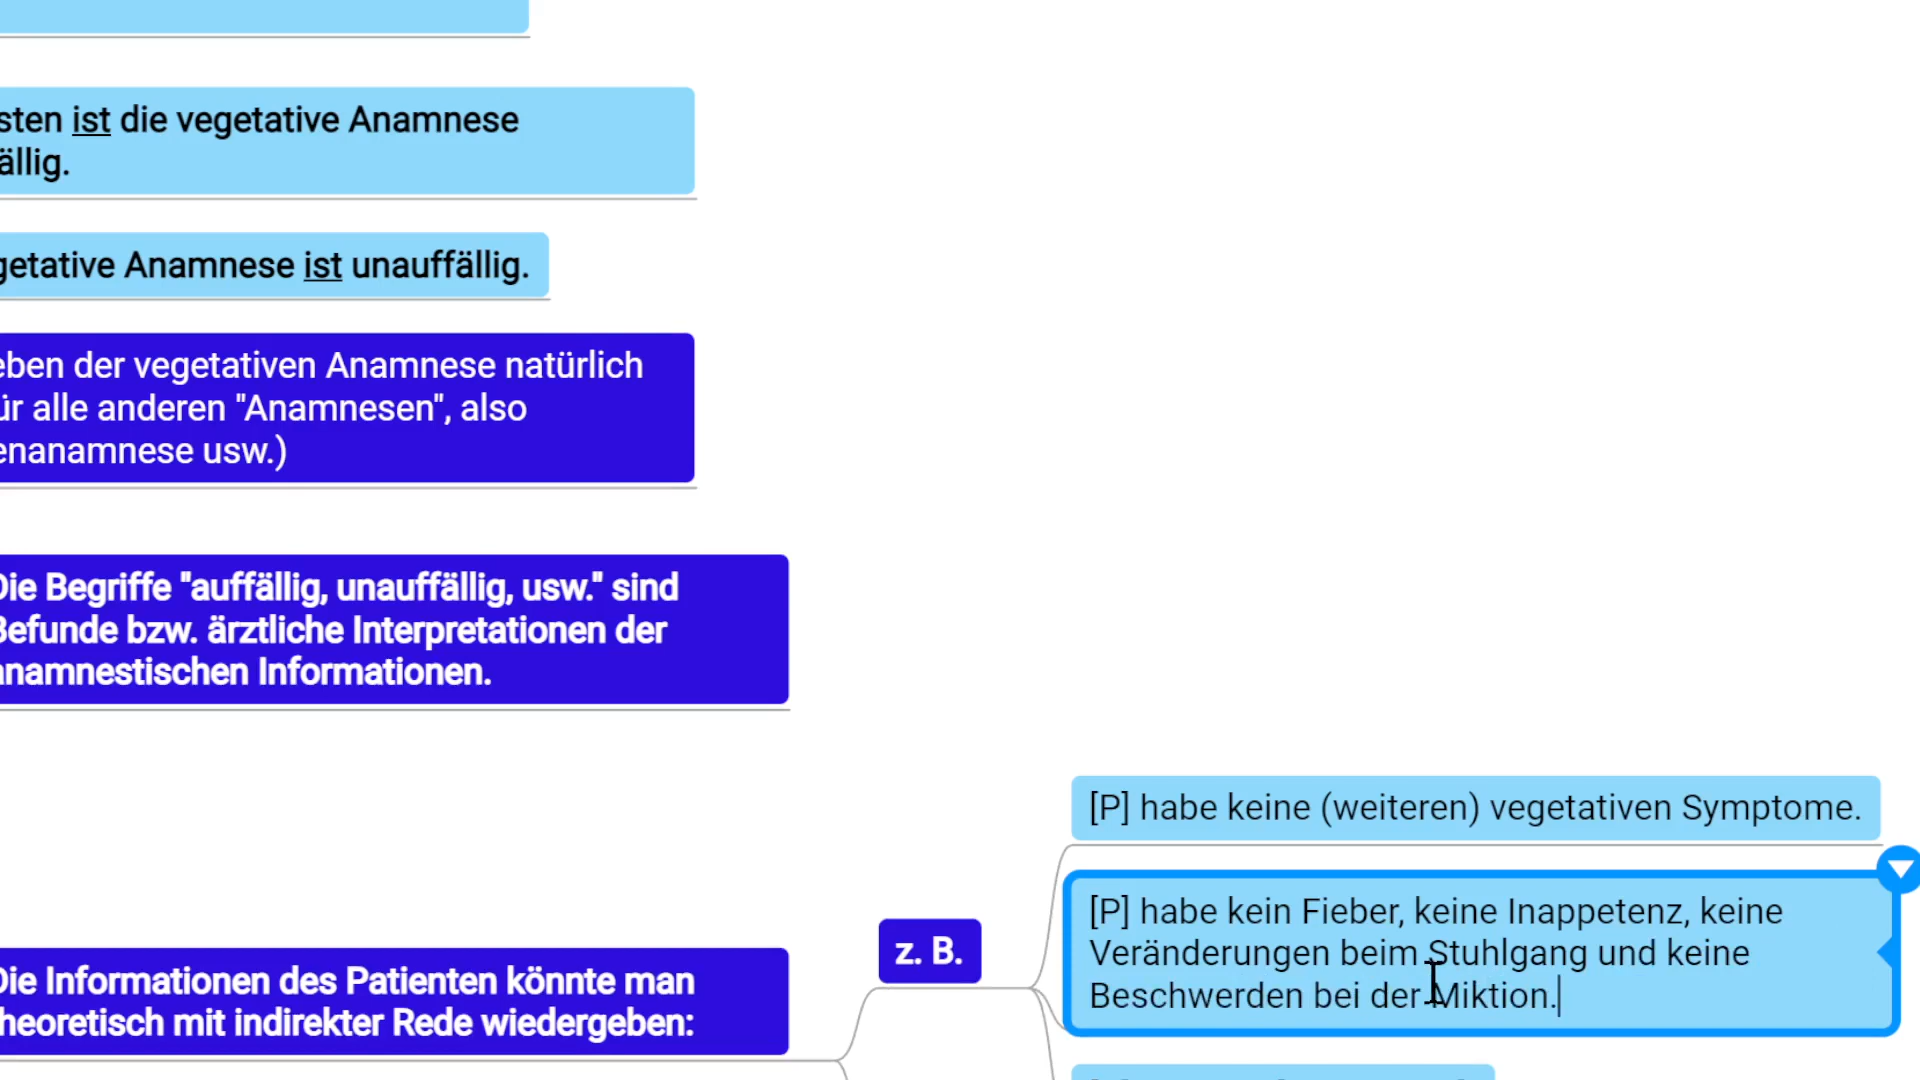 sten ist die vegetative Anamnese
ällig.
getative Anamnese ist unauffällig.
eben der vegetativen Anamnese natürlich
ür alle anderen "Anamnesen", also
enanamnese usw.)
Die Begriffe "auffällig, unauffällig, usw." sind
Befunde bzw. ärztliche Interpretationen der
anamnestischen Informationen.
[P] habe keine (weiteren) vegetativen Symptome.
[P] habe kein Fieber, keine Inappetenz, keine
Veränderungen beim Stuhlgang und keine
Beschwerden bei der Miktion.
z. B.
Die Informationen des Patienten könnte man
theoretisch mit indirekter Rede wiedergeben: